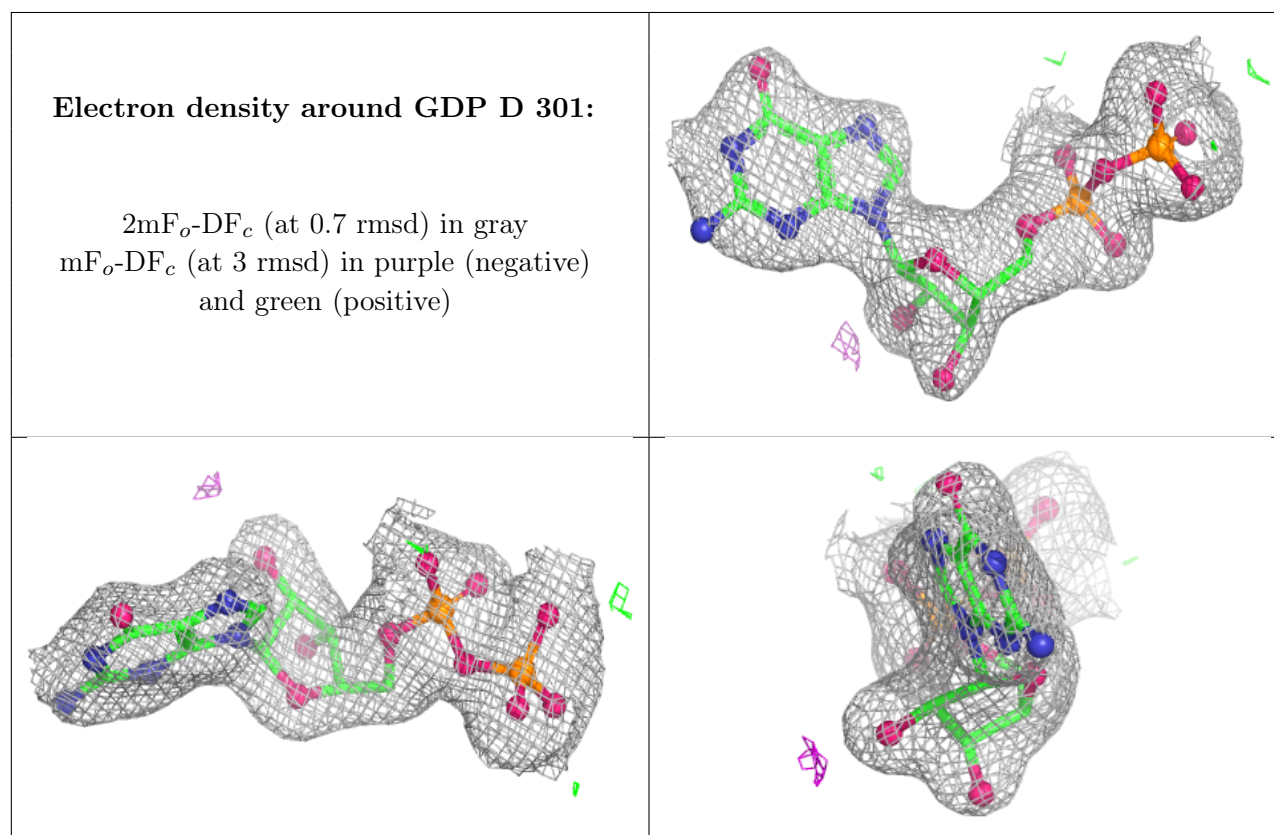 Electron density around GDP D 301:
2mFo-DFc (at 0.7 rmsd) in gray
mFo-DFc (at 3 rmsd) in purple (negative)
and green (positive)